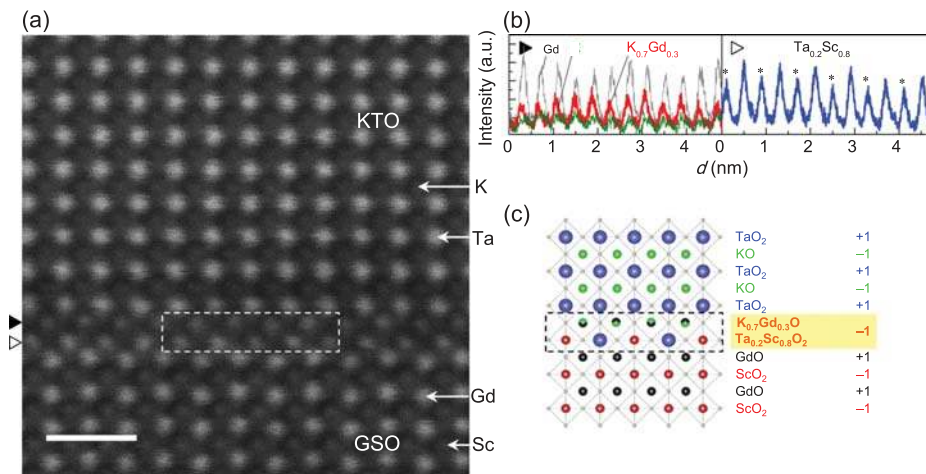 (a)
KTO
K
Ta
Gd
GSO
Sc
(b)
Intensity (a.u.)
Gd
K0.7Gd0.3
Ta0.2Sc0.8
* * * * * *
0 1 2 3 4 0 1 2 3 4
d (nm)
(c)
TaO2 +1
KO –1
TaO2 +1
KO –1
TaO2 +1
K0.7Gd0.3O
Ta0.2Sc0.8O2
–1
GdO +1
ScO2 –1
GdO +1
ScO2 –1